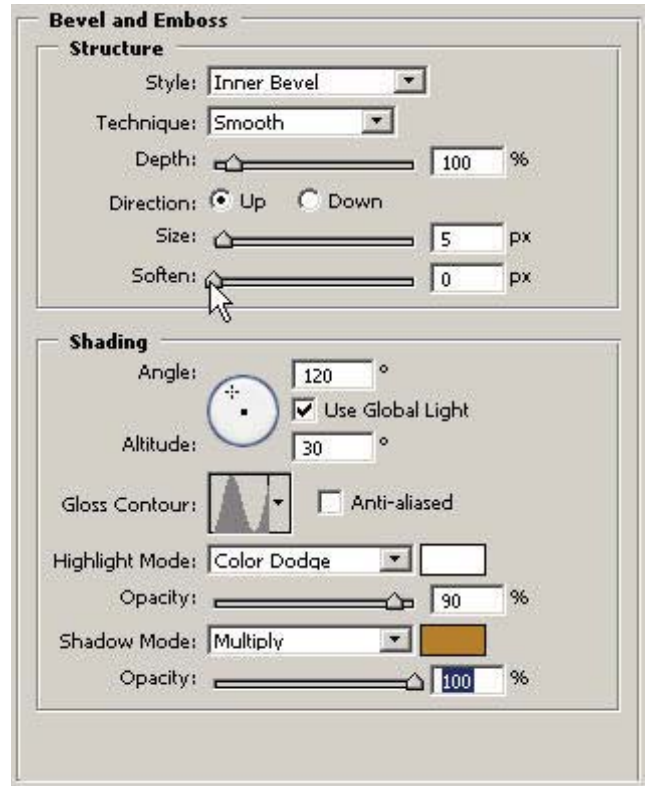 Bevel and Emboss
Structure
Style: Inner Bevel
Technique: Smooth
Depth: 100 %
Direction: Up Down
Size: 5 px
Soften: 0 px
Shading
Angle: 120 °
Use Global Light
Altitude: 30 °
Gloss Contour: Anti-aliased
Highlight Mode: Color Dodge
Opacity: 90 %
Shadow Mode: Multiply
Opacity: 100 %